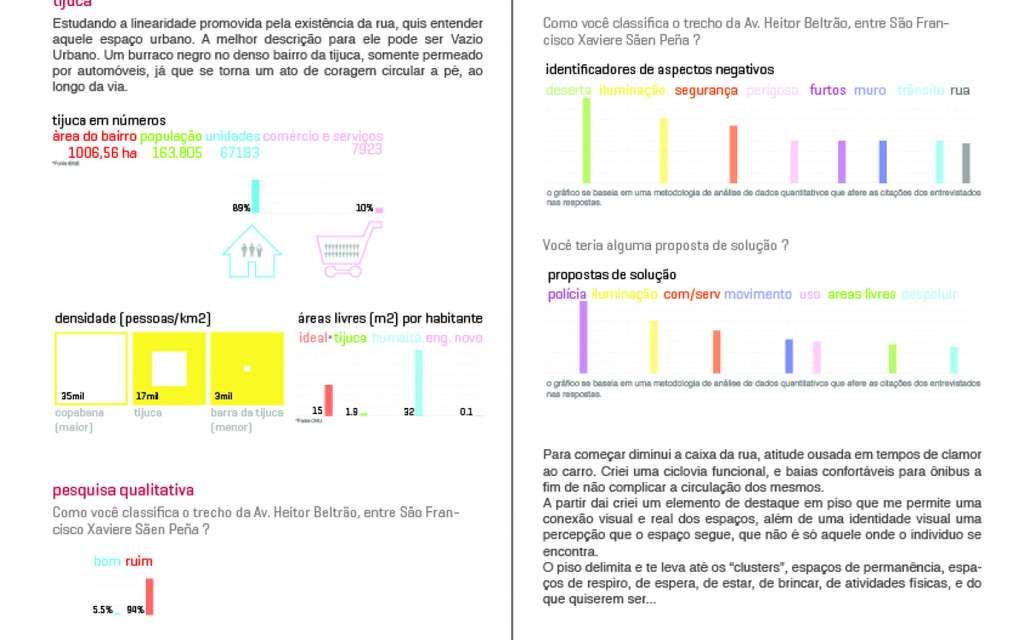 tijuca
Estudando a linearidade promovida pela existência da rua, quis entender
aquele espaço urbano. A melhor descrição para ele pode ser Vazio
Urbano. Um burraco negro no denso bairro da tijuca, somente permeado
por automóveis, já que se torna um ato de coragem circular a pé, ao
longo da via.
tijuca em números
àrea do bairro população unidades comércio e serviços
1006,56 ha 163.805 67183 7923
89% 10%
densidade (pessoas/km2)
35mil 17mil 3mil
copabana tijuca barra da tijuca
(maior) (menor)
áreas livres (m2) por habitante
ideal* tijuca humaitá eng. novo
15 1.9 32 0.1
pesquisa qualitativa
Como você classifica o trecho da Av. Heitor Beltrão, entre São Fran-
cisco Xaviere Sãen Peña ?
bom ruim
5.5% 94%
Como você classifica o trecho da Av. Heitor Beltrão, entre São Fran-
cisco Xaviere Sãen Peña ?
identificadores de aspectos negativos
deserta iluminação segurança perigosa furtos muro trânsito rua
o gráfico se baseia em uma metodologia de análise de dados quantitativos que afere as citações dos entrevistados
nas respostas.
Você teria alguma proposta de solução ?
propostas de solução
polícia iluminação com/serv movimento uso areas livres despoluir
o gráfico se baseia em uma metodologia de análise de dados quantitativos que afere as citações dos entrevistados
nas respostas.
Para começar diminui a caixa da rua, atitude ousada em tempos de clamor
ao carro. Criei uma ciclovia funcional, e baias confortáveis para ônibus a
fim de não complicar a circulação dos mesmos.
A partir dai criei um elemento de destaque em piso que me permite uma
conexão visual e real dos espaços, além de uma identidade visual uma
percepção que o espaço segue, que não é só aquele onde o individuo se
encontra.
O piso delimita e te leva até os “clusters”, espaços de permanência, espa-
ços de respiro, de espera, de estar, de brincar, de atividades físicas, e do
que quiserem ser...